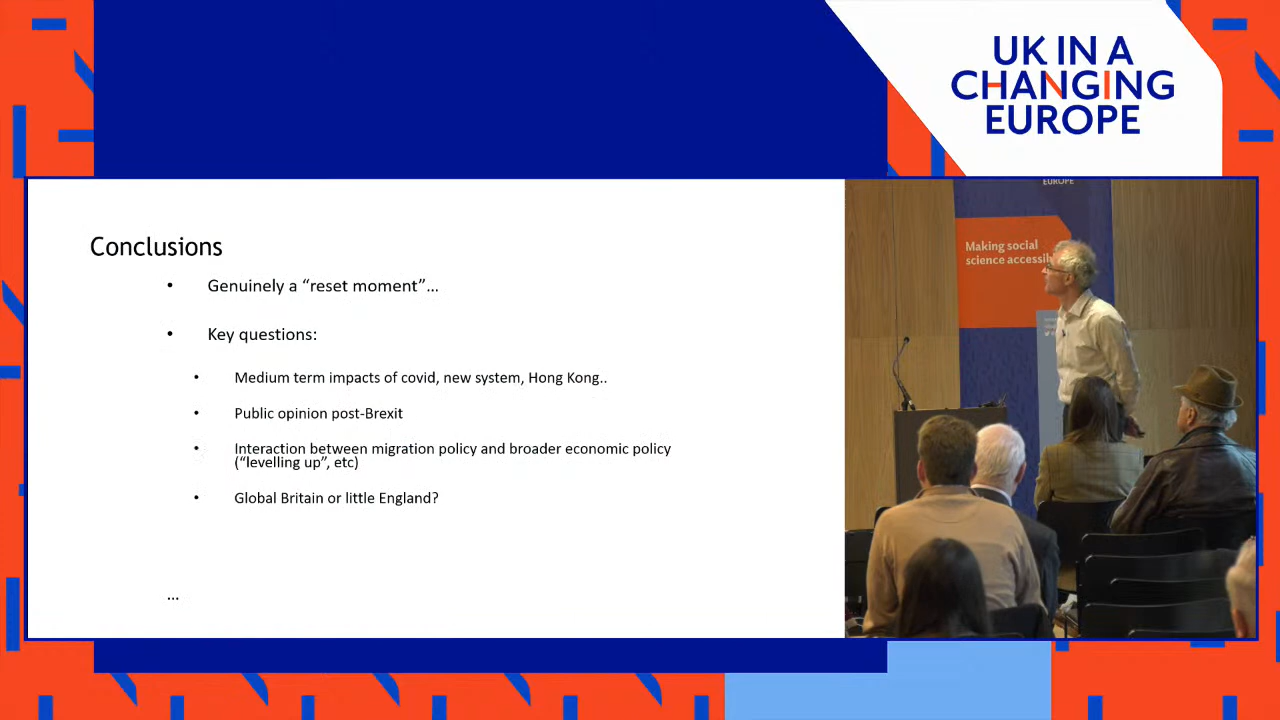 UK IN A
CHANGING
EUROPE
EUROPE
Making social
science accessib
Conclusions
• Genuinely a “reset moment”...
• Key questions:
• Medium term impacts of covid, new system, Hong Kong..
• Public opinion post-Brexit
• Interaction between migration policy and broader economic policy
(“levelling up”, etc)
• Global Britain or little England?
...